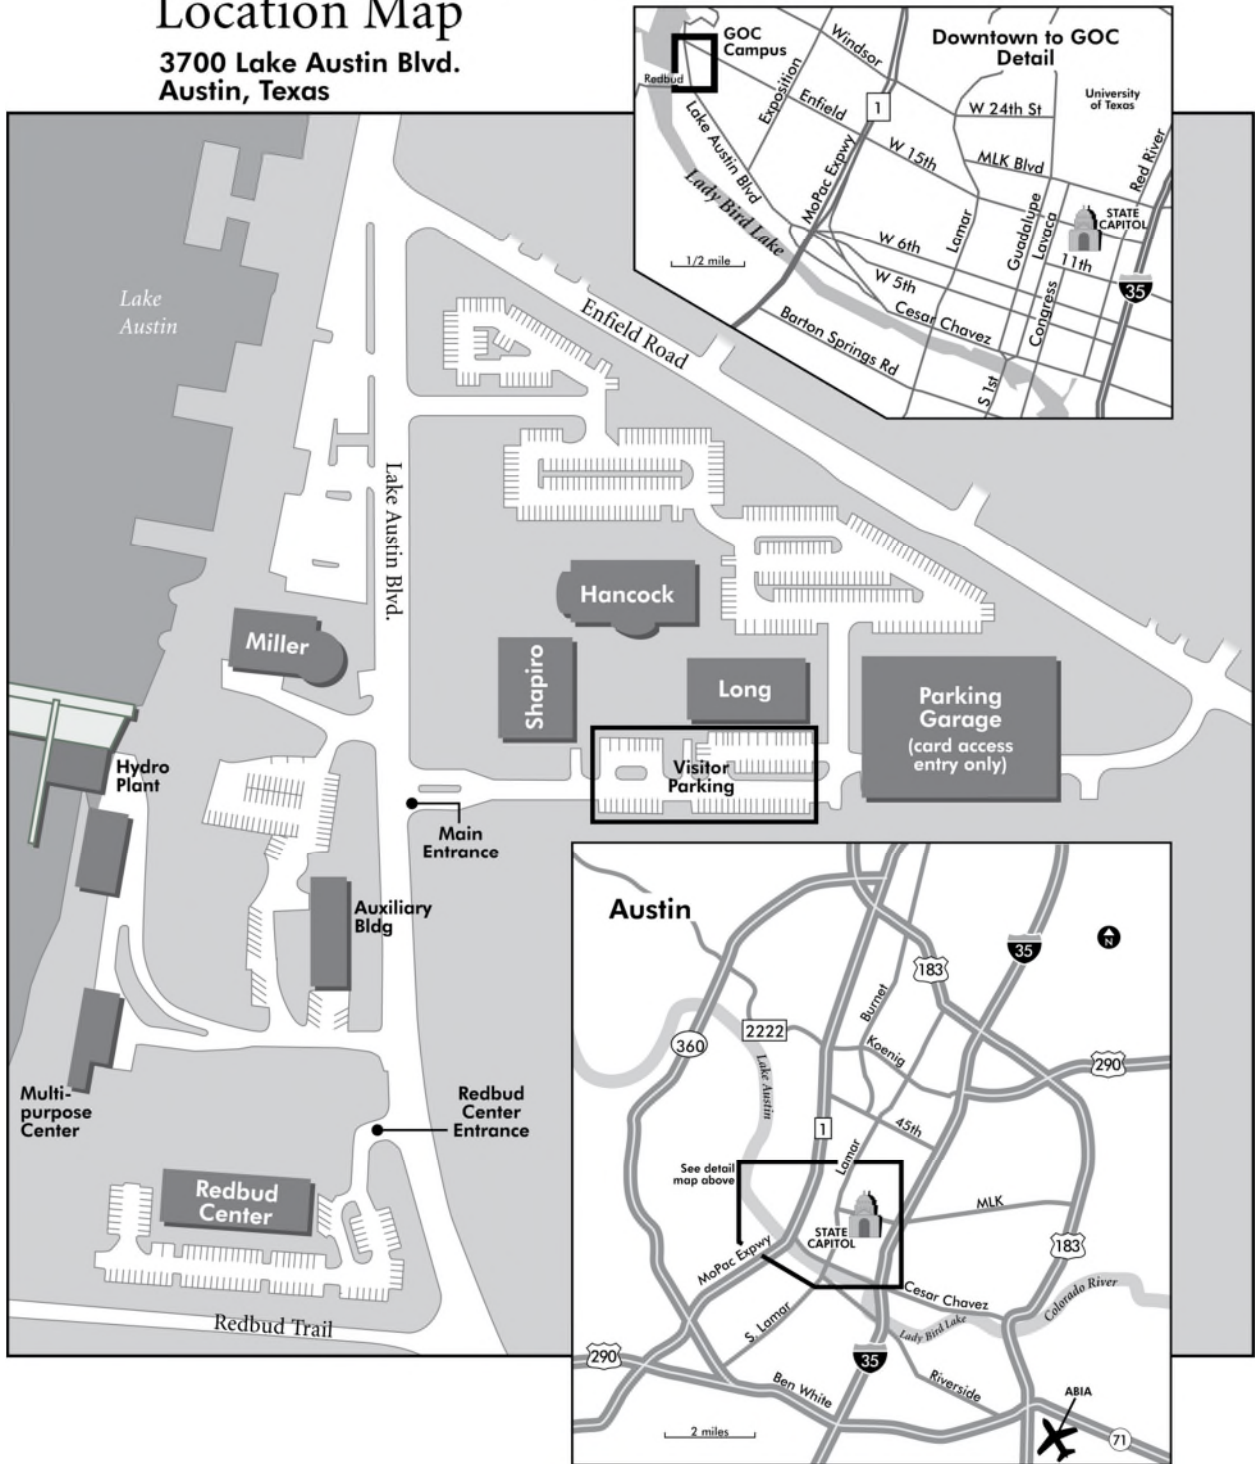 Location Map
3700 Lake Austin Blvd.
Austin, Texas
Downtown to GOC
Detail
GOC
Campus
Redbud
Windsor
Exposition
Enfield
1
W 24th St
University
of Texas
Lake Austin Blvd
W 15th
MLK Blvd
Red River
MoPac Expwy
Lady Bird Lake
Lamar
Guadalupe
Lavaca
STATE
CAPITOL
W 6th
11th
1/2 mile
W 5th
35
Cesar Chavez
Congress
Barton Springs Rd
S 1st
Lake
Austin
Enfield Road
Lake Austin Blvd.
Hancock
Miller
Shapiro
Long
Parking
Garage
(card access
entry only)
Visitor
Parking
Hydro
Plant
Main
Entrance
Auxiliary
Bldg
Multi-
purpose
Center
Redbud
Center
Entrance
Redbud
Center
Redbud Trail
Austin
N
35
183
Burnet
2222
360
Koenig
290
Lake Austin
45th
1
Lamar
See detail
map above
MLK
STATE
CAPITOL
183
MoPac Expwy
Cesar Chavez
Colorado River
S. Lamar
Lady Bird Lake
290
35
Ben White
Riverside
ABIA
2 miles
71